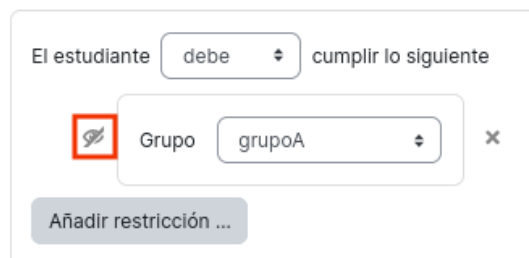 El estudiante debe cumplir lo siguiente
Grupo grupoA
Añadir restricción ...